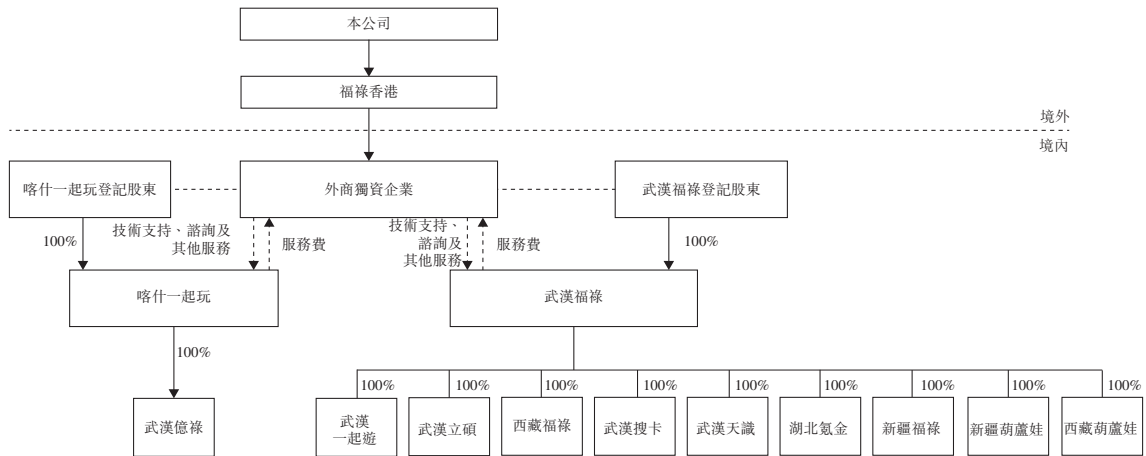 本公司
福祿香港
境外
境內
喀什一起玩登記股東
外商獨資企業
武漢福祿登記股東
100%
技術支持、諮詢及
其他服務
服務費
技術支持、
諮詢及
其他服務
服務費
100%
喀什一起玩
武漢福祿
100%
100%
100%
100%
100%
100%
100%
100%
100%
100%
武漢億祿
武漢
一起遊
武漢立碩
西藏福祿
武漢搜卡
武漢天識
湖北氪金
新疆福祿
新疆葫蘆娃
西藏葫蘆娃